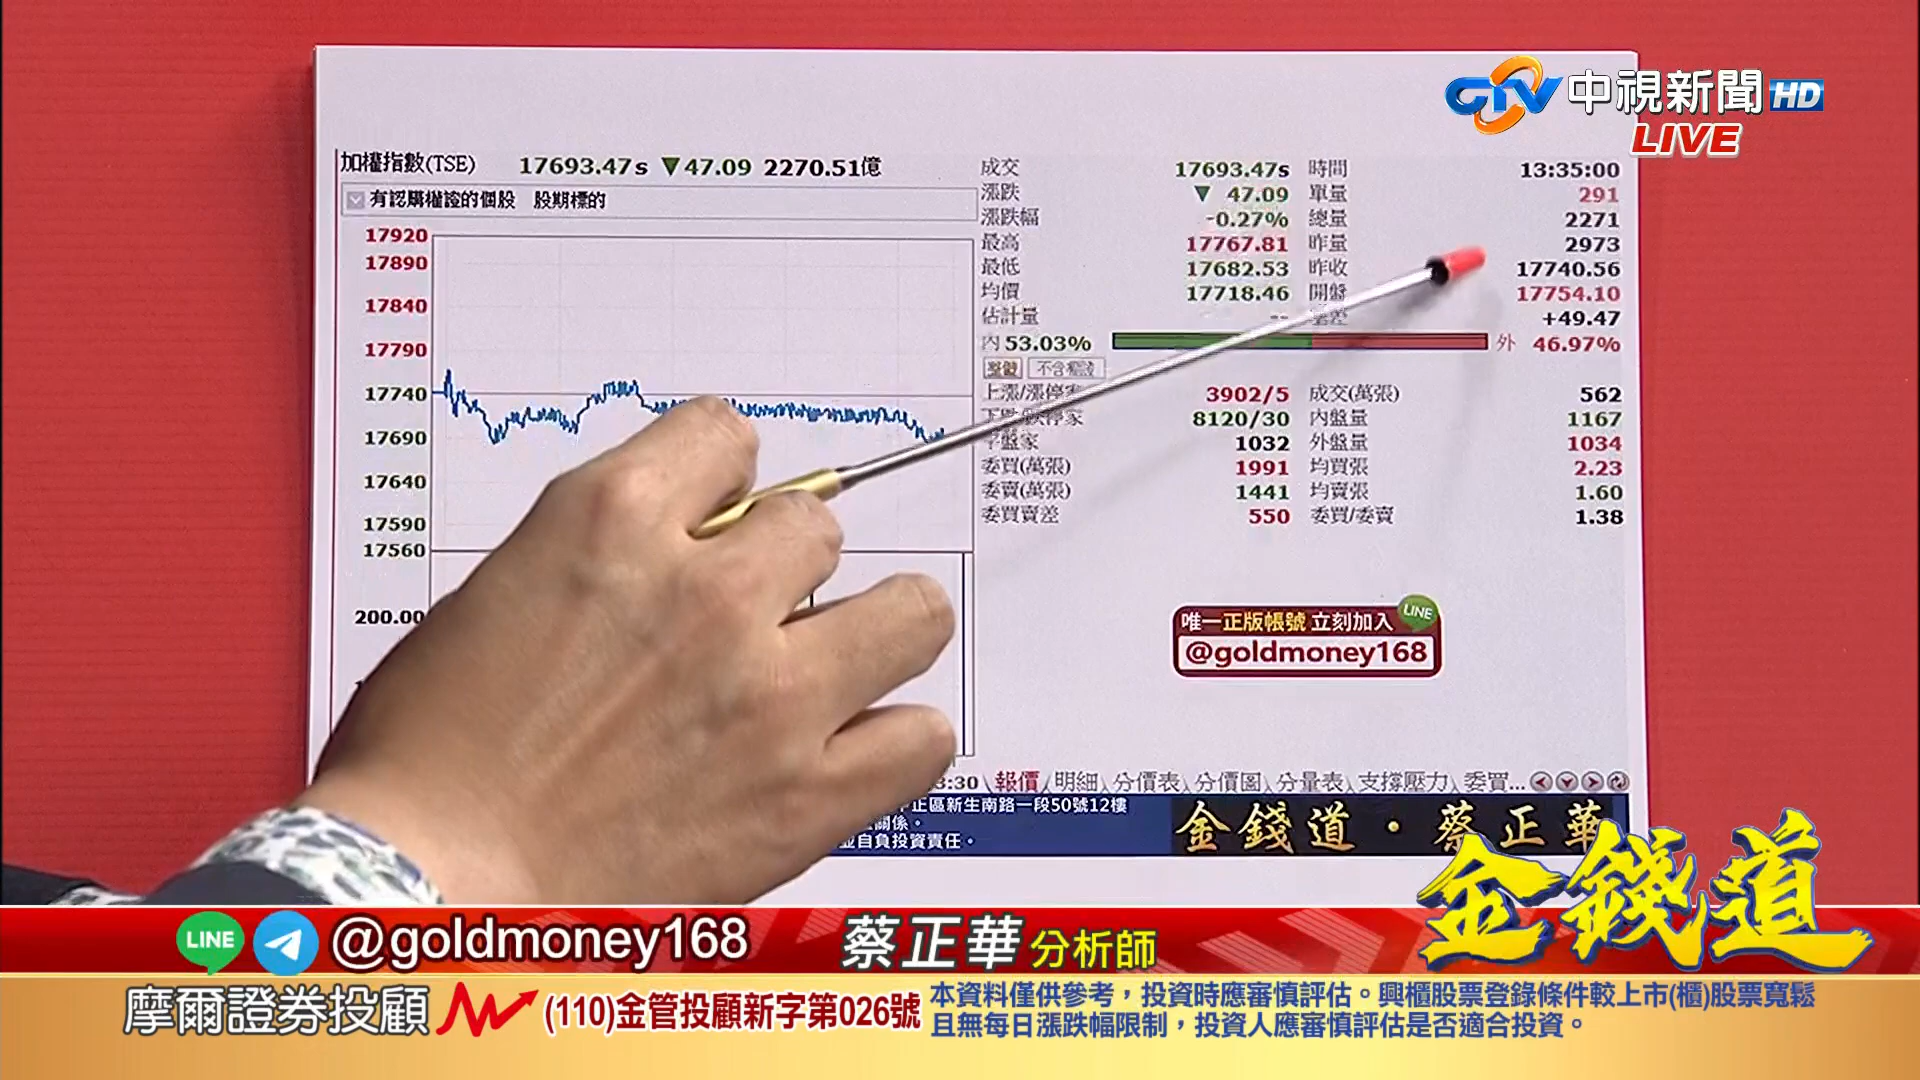 CTV 中視新聞 HD
LIVE
加權指數(TSE) 17693.47s ▼47.09 2270.51億
有認購權證的個股 股期標的
17920
17890
17840
17790
17740
17690
17640
17590
17560
200.00
成交 17693.47s 時間 13:35:00
漲跌 ▼ 47.09 單量 291
漲跌幅 -0.27% 總量 2271
最高 17767.81 昨量 2973
最低 17682.53 昨收 17740.56
均價 17718.46 開盤 17754.10
估計量 -- 差 +49.47
內 53.03% 外 46.97%
整體
上漲/漲停家 3902/5 成交(萬張) 562
8120/30 內盤量 1167
平盤家 1032 外盤量 1034
委買(萬張) 1991 均買張 2.23
委賣(萬張) 1441 均賣張 1.60
委買賣差 550 委買/委賣 1.38
唯一正版帳號 立刻加入 LINE
@goldmoney168
3:30 報價 明細 分價表 分價圖 分量表 支撐壓力 委買...
正區新生南路一段50號12樓
關係。
並自負投資責任。
金錢道・蔡正華
金錢道
LINE @goldmoney168 蔡正華 分析師
摩爾證券投顧 (110)金管投顧新字第026號
本資料僅供參考，投資時應審慎評估。興櫃股票登錄條件較上市(櫃)股票寬鬆
且無每日漲跌幅限制，投資人應審慎評估是否適合投資。